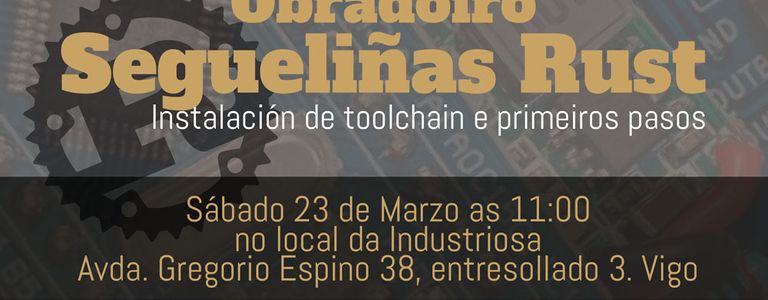 Obradoiro
Segueliñas Rust
Instalación de toolchain e primeiros pasos
Sábado 23 de Marzo as 11:00
no local da Industriosa
Avda. Gregorio Espino 38, entresollado 3. Vigo